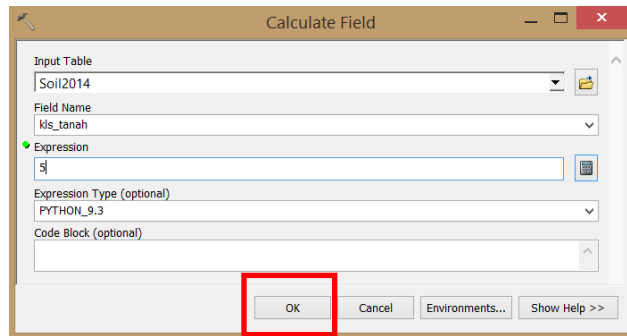 Calculate Field
Input Table
Soil2014
Field Name
kls_tanah
Expression
5
Expression Type (optional)
PYTHON_9.3
Code Block (optional)
OK Cancel Environments... Show Help >>